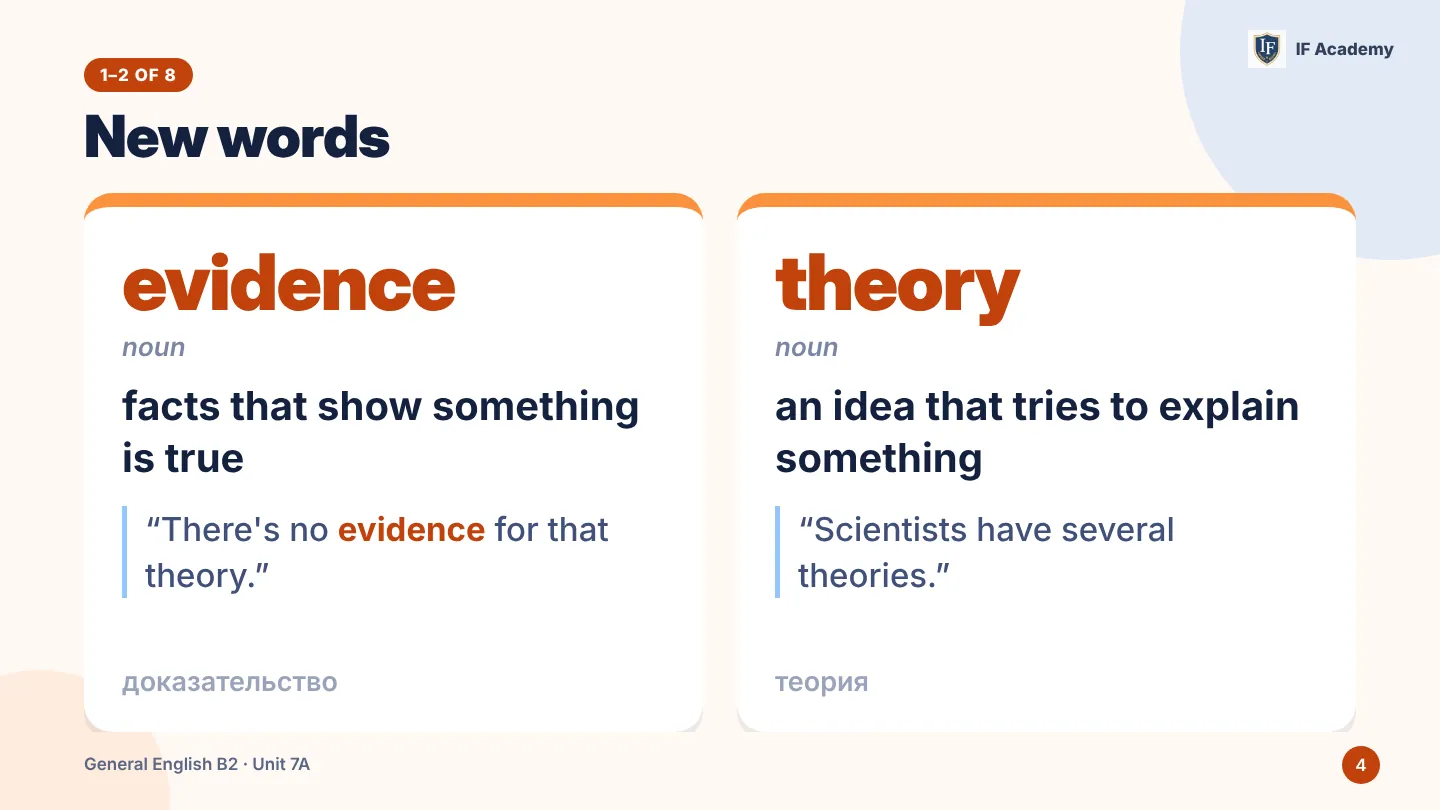 IF
IF Academy
1–2 OF 8
New words
evidence
noun
facts that show something
is true
“There's no evidence for that
theory.”
доказательство
theory
noun
an idea that tries to explain
something
“Scientists have several
theories.”
теория
General English B2 · Unit 7A
4